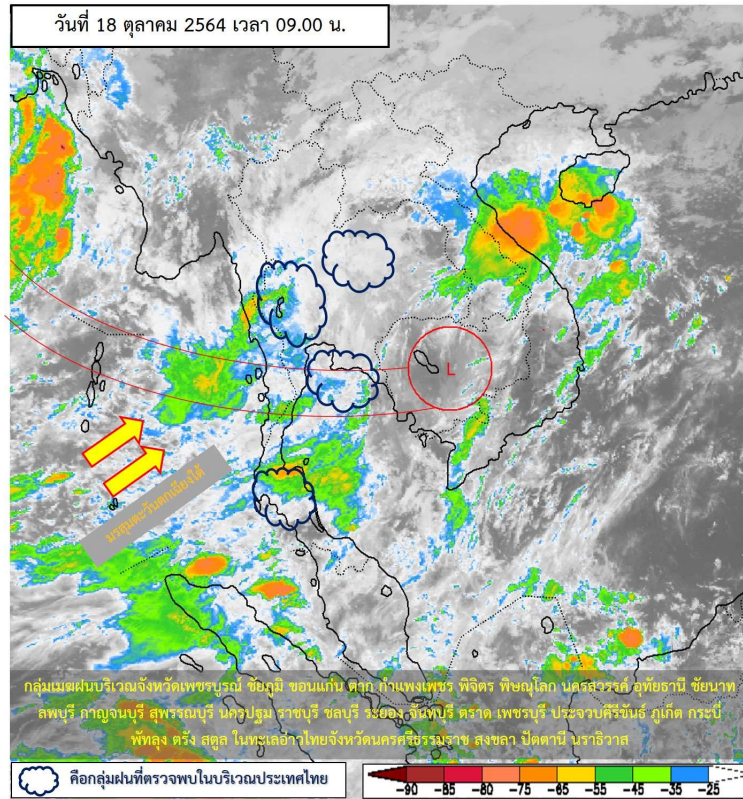 วันที่ 18 ตุลาคม 2564 เวลา 09.00 น.
L
มรสุมตะวันตกเฉียงใต้
กลุ่มเมฆฝนบริเวณจังหวัดเพชรบูรณ์ ชัยภูมิ ขอนแก่น ตาก กำแพงเพชร พิจิตร พิษณุโลก นครสวรรค์ อุทัยธานี ชัยนาท
ลพบุรี กาญจนบุรี สุพรรณบุรี นครปฐม ราชบุรี ชลบุรี ระยอง จันทบุรี ตราด เพชรบุรี ประจวบคีรีขันธ์ ภูเก็ต กระบี่
พัทลุง ตรัง สตูล ในทะเลอ่าวไทยจังหวัดนครศรีธรรมราช สงขลา ปัตตานี นราธิวาส
คือกลุ่มฝนที่ตรวจพบในบริเวณประเทศไทย
-90 -85 -80 -75 -65 -55 -45 -35 -25